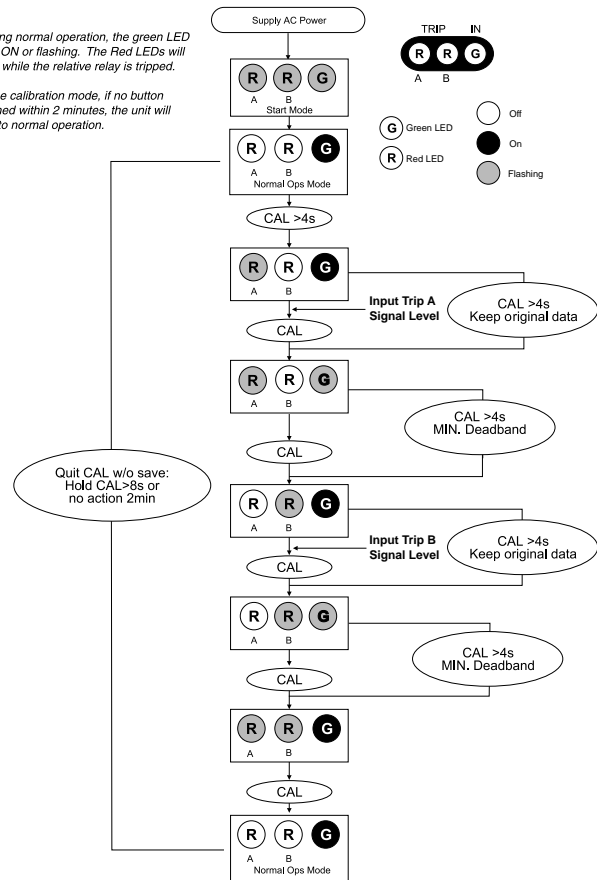 Supply AC Power
ing normal operation, the green LED
ON or flashing. The Red LEDs will
while the relative relay is tripped.
e calibration mode, if no button
ned within 2 minutes, the unit will
to normal operation.
TRIP IN
R R G
A B
G Green LED
R Red LED
Off
On
Flashing
R R G
A B
Start Mode
R R G
A B
Normal Ops Mode
CAL >4s
R R G
A B
Input Trip A
Signal Level
CAL >4s
Keep original data
CAL
R R G
A B
CAL >4s
MIN. Deadband
CAL
Quit CAL w/o save:
Hold CAL>8s or
no action 2min
R R G
A B
Input Trip B
Signal Level
CAL >4s
Keep original data
CAL
R R G
A B
CAL >4s
MIN. Deadband
CAL
R R G
A B
CAL
R R G
A B
Normal Ops Mode